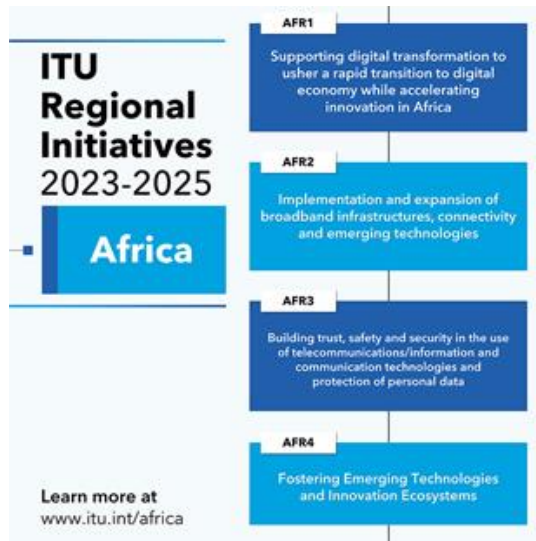 ITU
Regional
Initiatives
2023-2025
Africa
Learn more at
www.itu.int/africa
AFR1
Supporting digital transformation to
usher a rapid transition to digital
economy while accelerating
innovation in Africa
AFR2
Implementation and expansion of
broadband infrastructures, connectivity
and emerging technologies
AFR3
Building trust, safety and security in the use
of telecommunications/information and
communication technologies and
protection of personal data
AFR4
Fostering Emerging Technologies
and Innovation Ecosystems